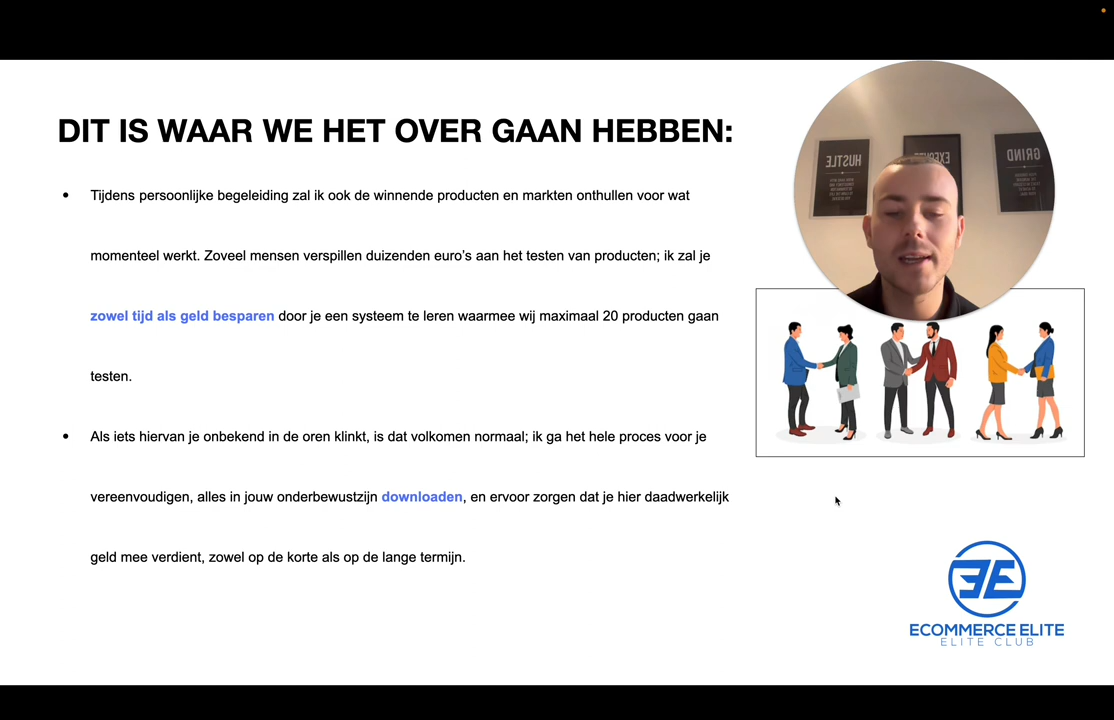 DIT IS WAAR WE HET OVER GAAN HEBBEN:
HUSTLE
EXECUTE
GRIND
• Tijdens persoonlijke begeleiding zal ik ook de winnende producten en markten onthullen voor wat
momenteel werkt. Zoveel mensen verspillen duizenden euro’s aan het testen van producten; ik zal je
zowel tijd als geld besparen door je een systeem te leren waarmee wij maximaal 20 producten gaan
testen.
• Als iets hiervan je onbekend in de oren klinkt, is dat volkomen normaal; ik ga het hele proces voor je
vereenvoudigen, alles in jouw onderbewustzijn downloaden, en ervoor zorgen dat je hier daadwerkelijk
geld mee verdient, zowel op de korte als op de lange termijn.
EE
ECOMMERCE ELITE
ELITE CLUB